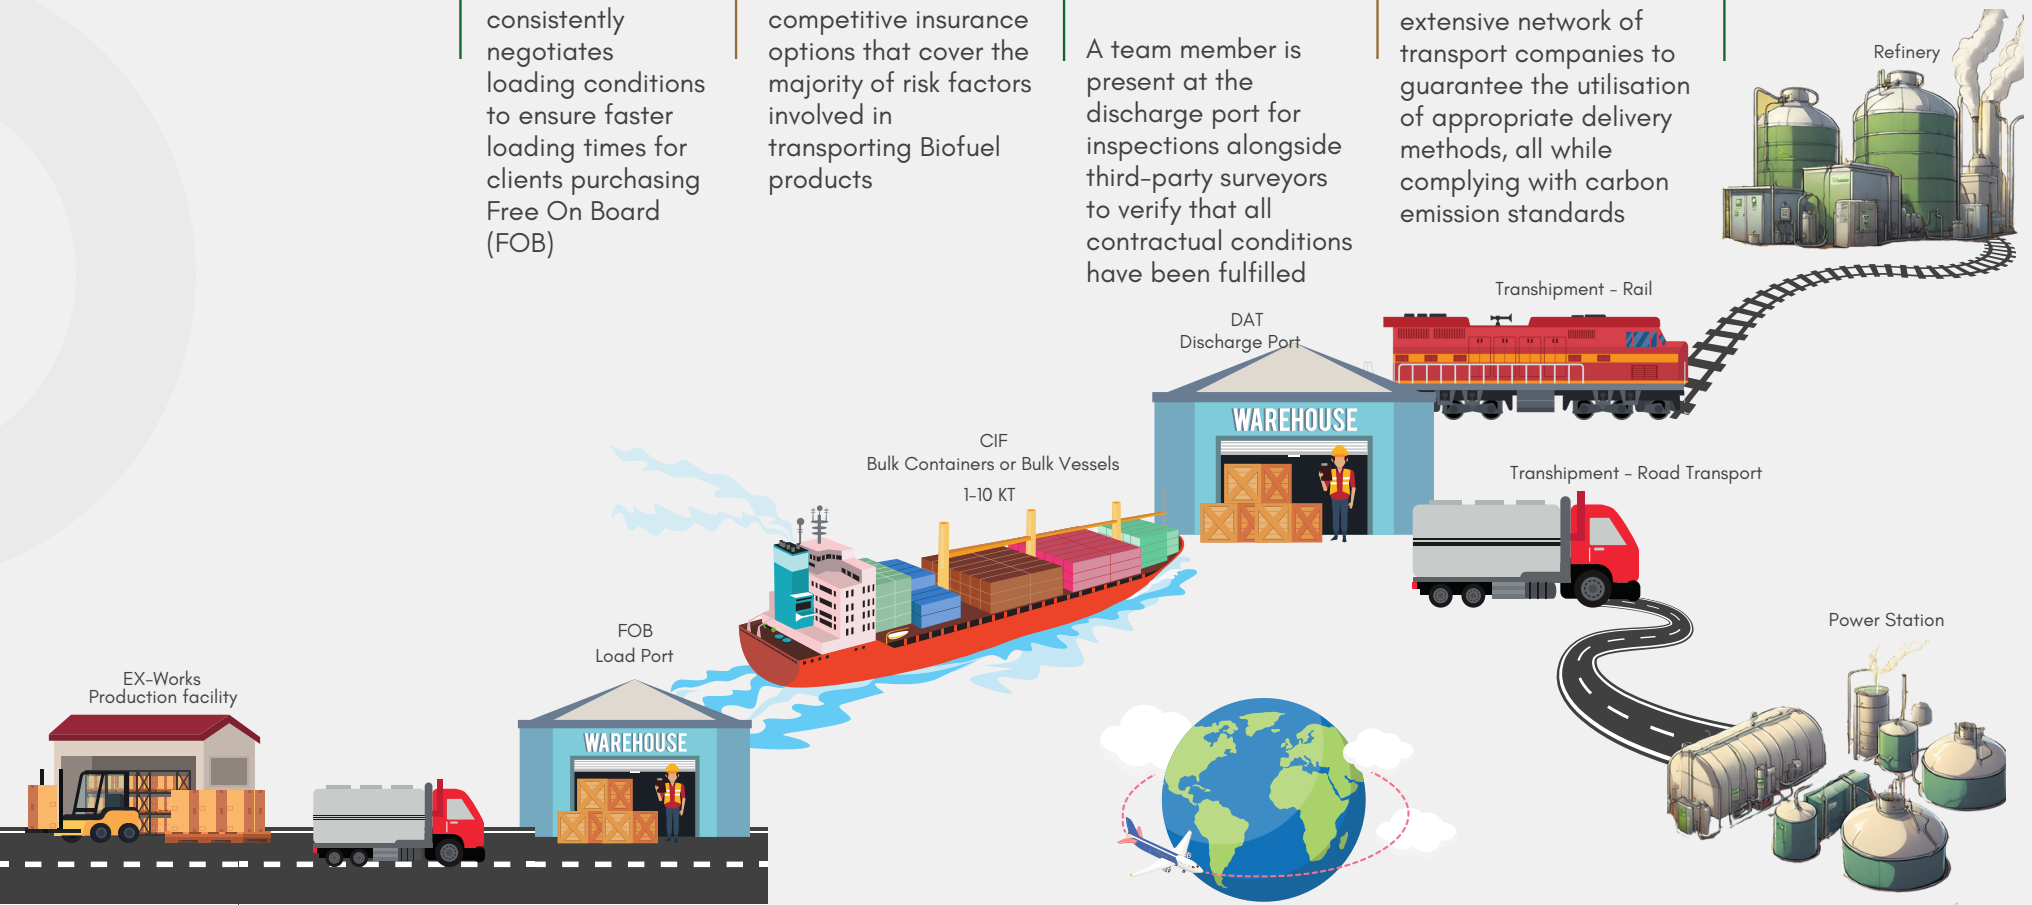 consistently
negotiates
loading conditions
to ensure faster
loading times for
clients purchasing
Free On Board
(FOB)
competitive insurance
options that cover the
majority of risk factors
involved in
transporting Biofuel
products
A team member is
present at the
discharge port for
inspections alongside
third-party surveyors
to verify that all
contractual conditions
have been fulfilled
extensive network of
transport companies to
guarantee the utilisation
of appropriate delivery
methods, all while
complying with carbon
emission standards
Refinery
Transhipment - Rail
DAT
Discharge Port
WAREHOUSE
CIF
Bulk Containers or Bulk Vessels
1-10 KT
Transhipment - Road Transport
Power Station
FOB
Load Port
WAREHOUSE
EX-Works
Production facility